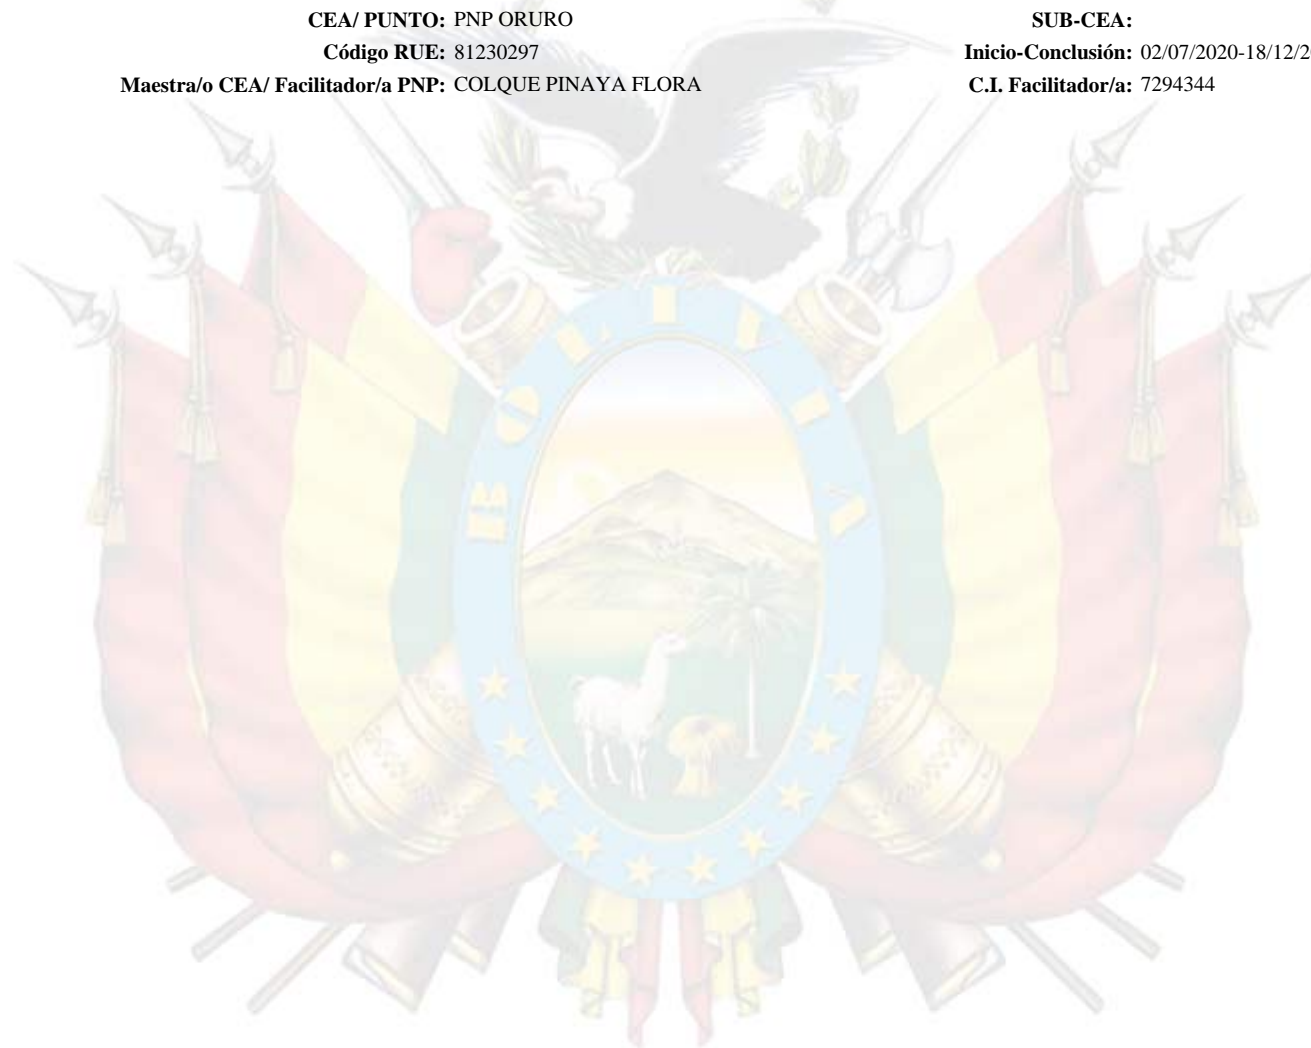 CEA/ PUNTO: PNP ORURO SUB-CEA:
Código RUE: 81230297 Inicio-Conclusión: 02/07/2020-18/12/2
Maestra/o CEA/ Facilitador/a PNP: COLQUE PINAYA FLORA C.I. Facilitador/a: 7294344
BOLIVIA